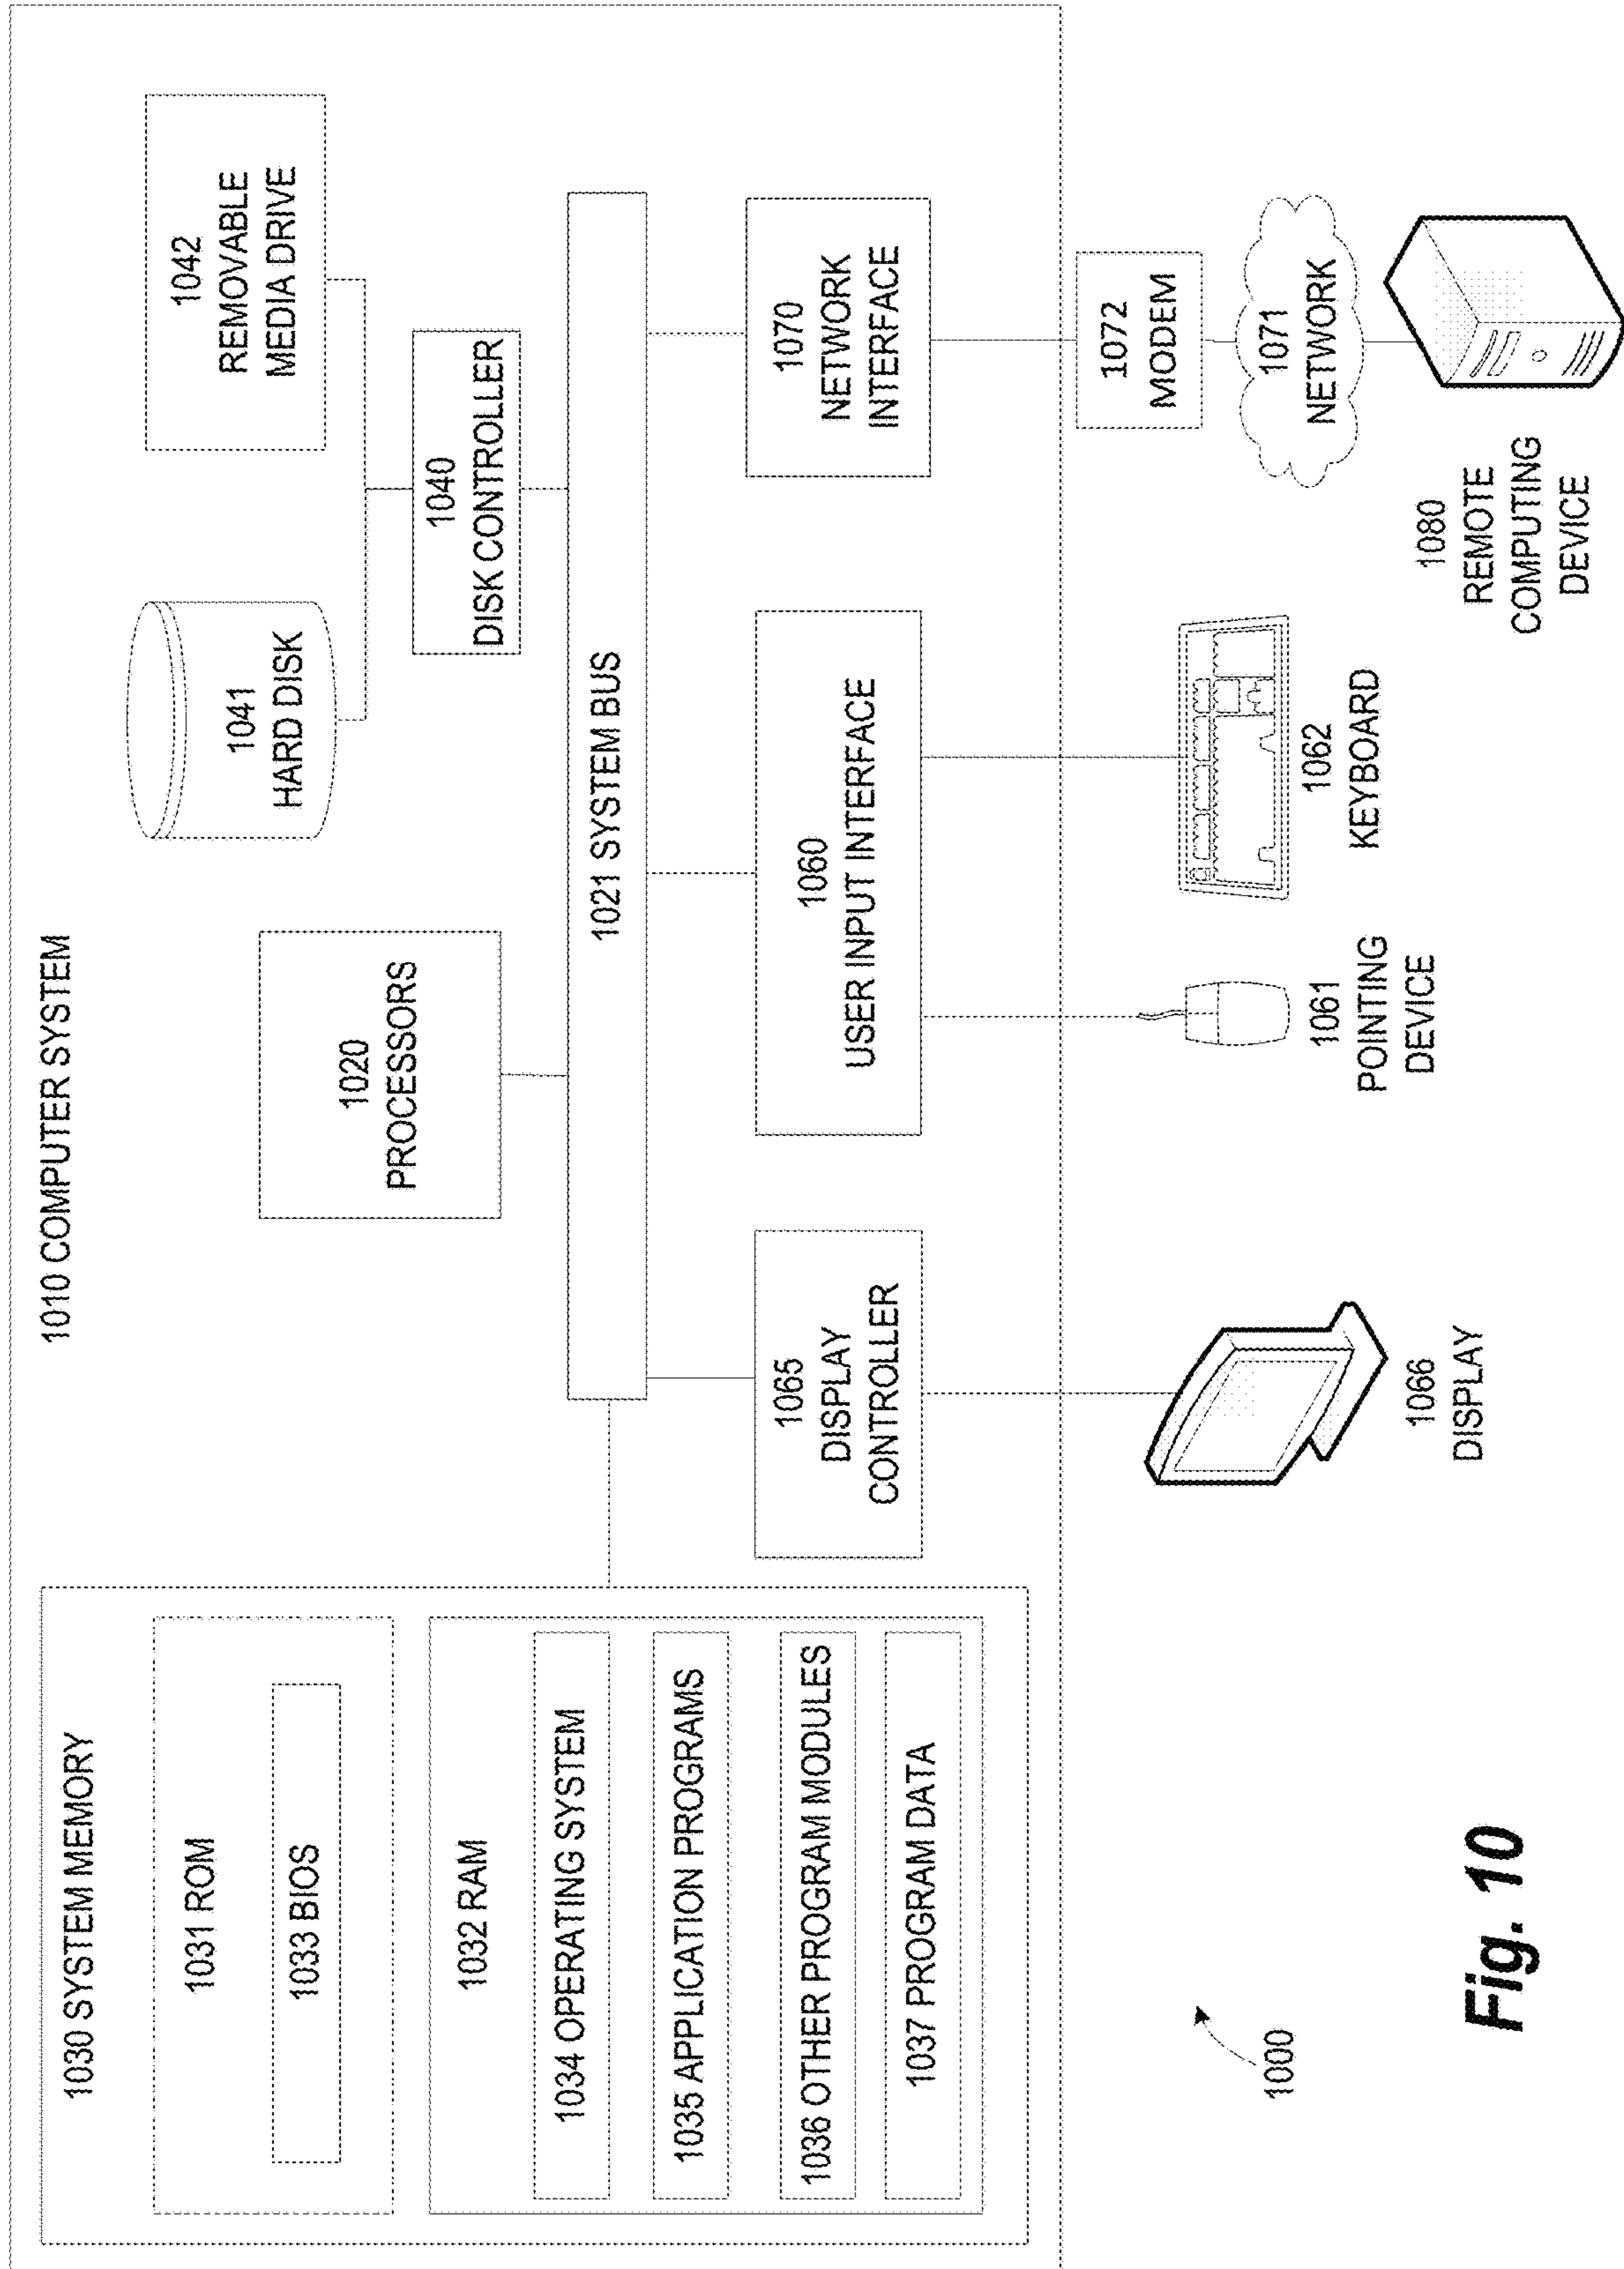 1010 COMPUTER SYSTEM
1030 SYSTEM MEMORY
1031 ROM
1033 BIOS
1032 RAM
1034 OPERATING SYSTEM
1035 APPLICATION PROGRAMS
1036 OTHER PROGRAM MODULES
1037 PROGRAM DATA
1020
PROCESSORS
1041
HARD DISK
1042
REMOVABLE
MEDIA DRIVE
1040
DISK CONTROLLER
1021 SYSTEM BUS
1065
DISPLAY
CONTROLLER
1060
USER INPUT INTERFACE
1070
NETWORK
INTERFACE
1072
MODEM
1071
NETWORK
1066
DISPLAY
1061
POINTING
DEVICE
1062
KEYBOARD
1080
REMOTE
COMPUTING
DEVICE
1000
Fig. 10